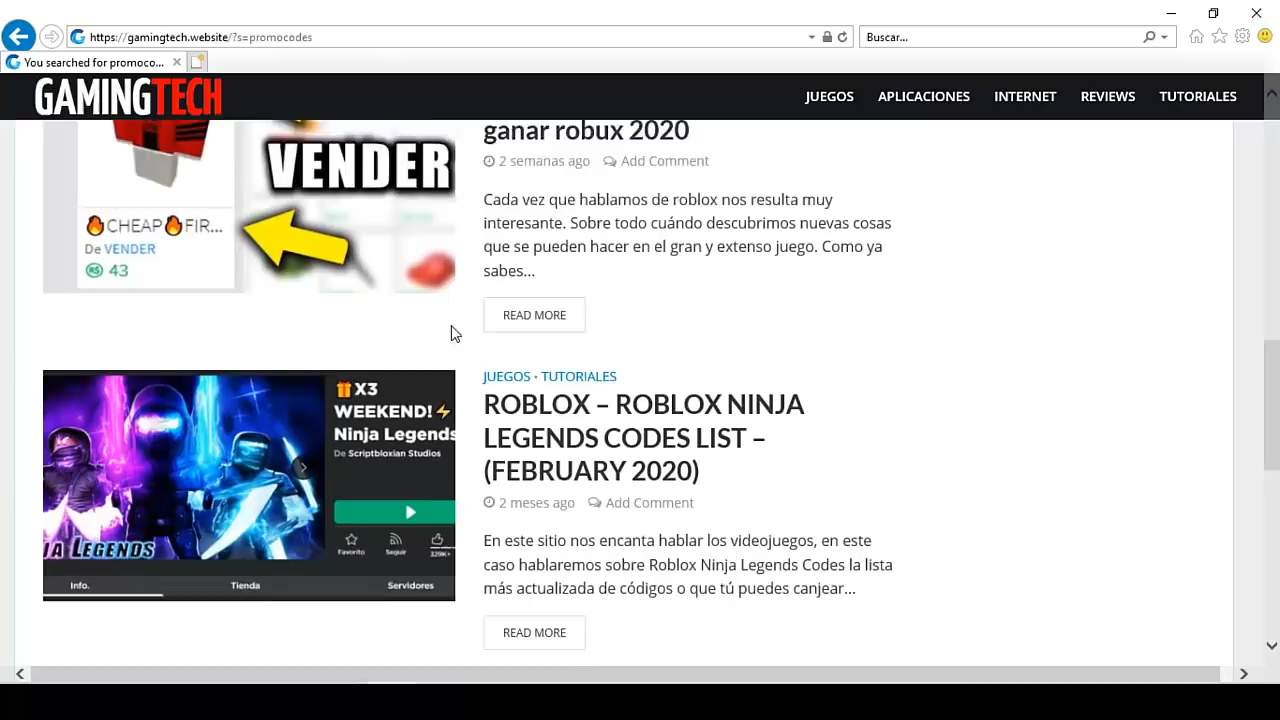 https://gamingtech.website/?s=promocodes
Buscar...
You searched for promoco...
GAMINGTECH
JUEGOS
APLICACIONES
INTERNET
REVIEWS
TUTORIALES
VENDER
🔥CHEAP🔥FIR...
De VENDER
43
ganar robux 2020
2 semanas ago
Add Comment
Cada vez que hablamos de roblox nos resulta muy
interesante. Sobre todo cuándo descubrimos nuevas cosas
que se pueden hacer en el gran y extenso juego. Como ya
sabes...
READ MORE
🎁X3
WEEKEND!⚡
Ninja Legends
De Scriptbloxian Studios
Favorito
Seguir
329K+
LEGENDS
Info.
Tienda
Servidores
JUEGOS • TUTORIALES
ROBLOX – ROBLOX NINJA
LEGENDS CODES LIST –
(FEBRUARY 2020)
2 meses ago
Add Comment
En este sitio nos encanta hablar los videojuegos, en este
caso hablaremos sobre Roblox Ninja Legends Codes la lista
más actualizada de códigos o que tú puedes canjear...
READ MORE